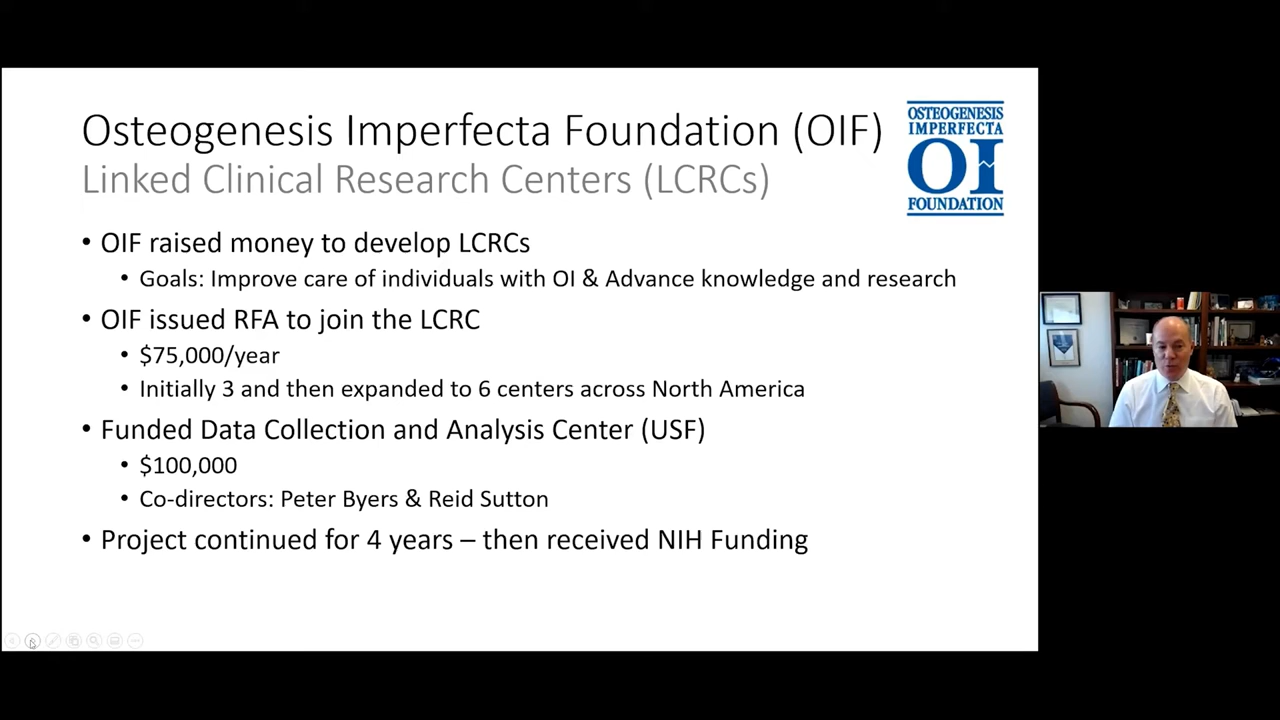 Osteogenesis Imperfecta Foundation (OIF)
Linked Clinical Research Centers (LCRCs)
OSTEOGENESIS
IMPERFECTA
OI
FOUNDATION
• OIF raised money to develop LCRCs
• Goals: Improve care of individuals with OI & Advance knowledge and research
• OIF issued RFA to join the LCRC
• $75,000/year
• Initially 3 and then expanded to 6 centers across North America
• Funded Data Collection and Analysis Center (USF)
• $100,000
• Co-directors: Peter Byers & Reid Sutton
• Project continued for 4 years – then received NIH Funding